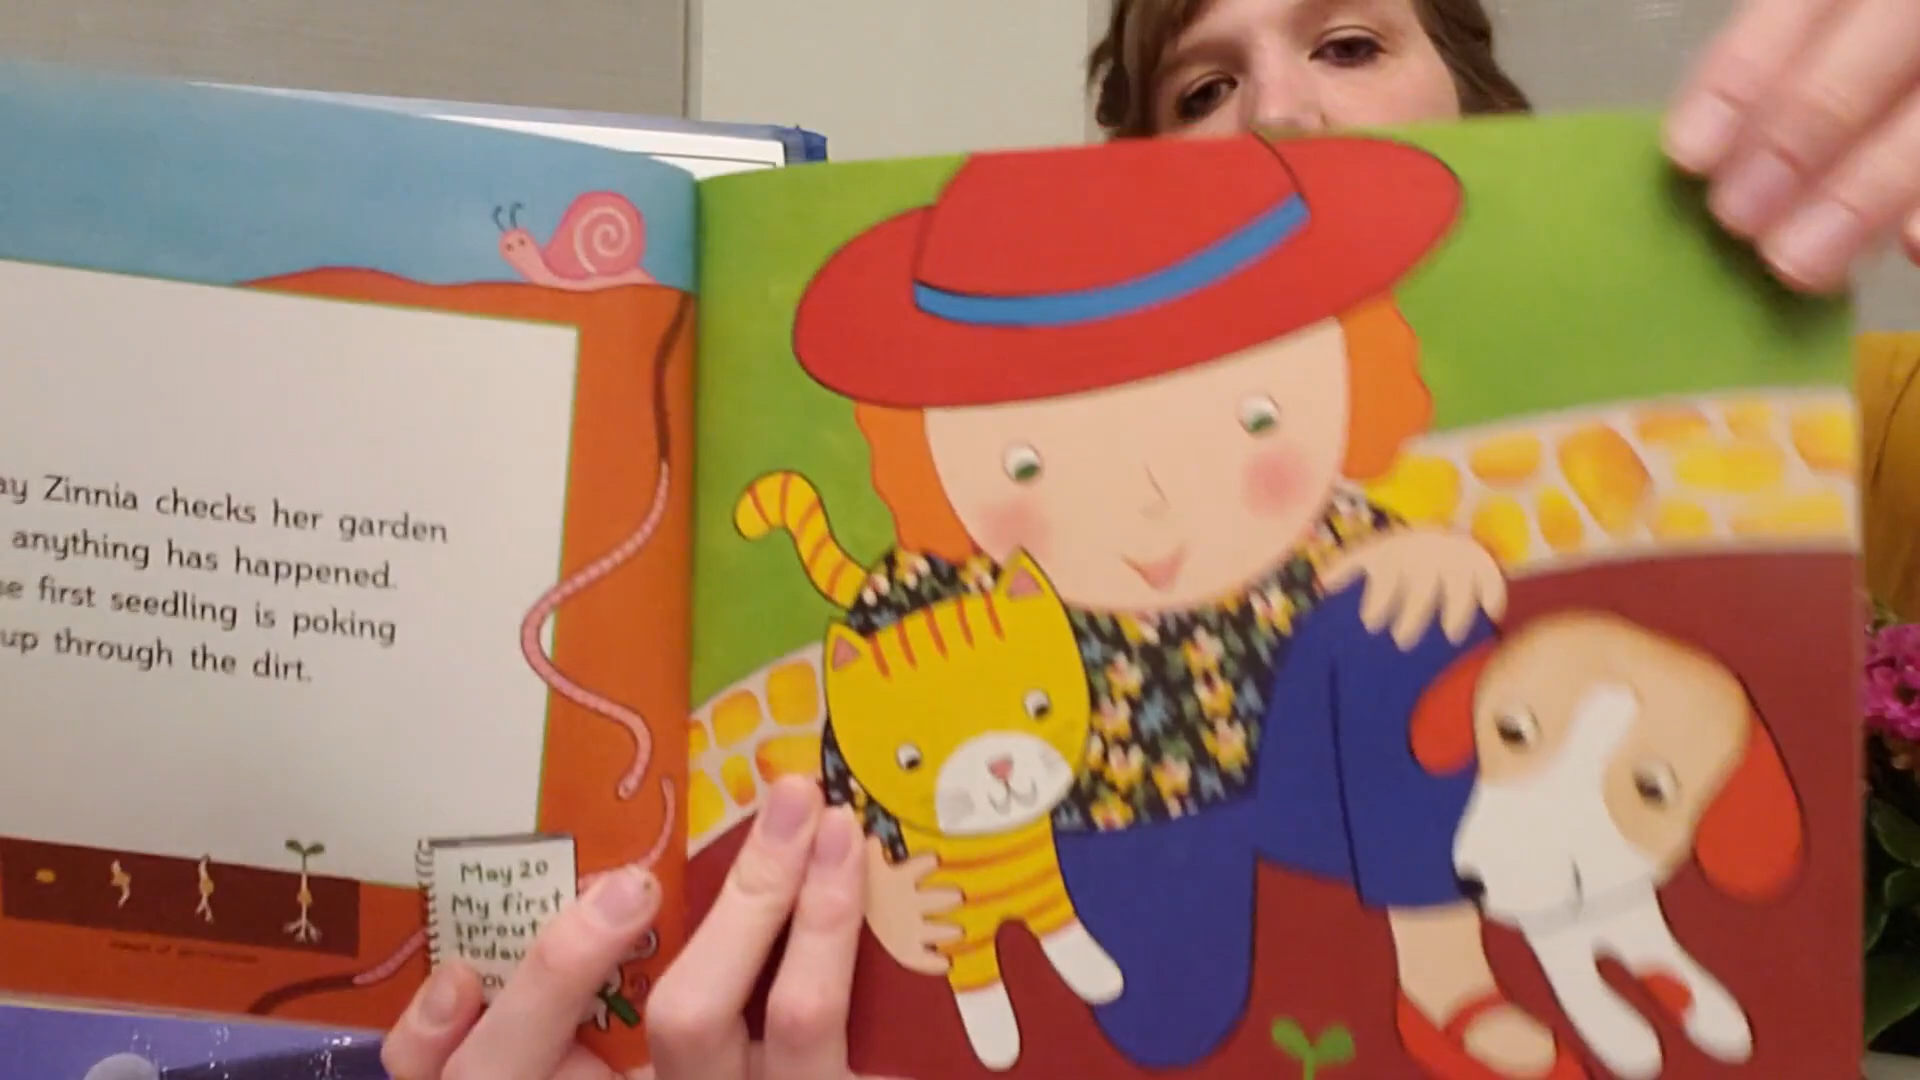 Zinnia checks her garden
anything has happened.
first seedling is poking
up through the dirt.
May 20
My first
sprout
today